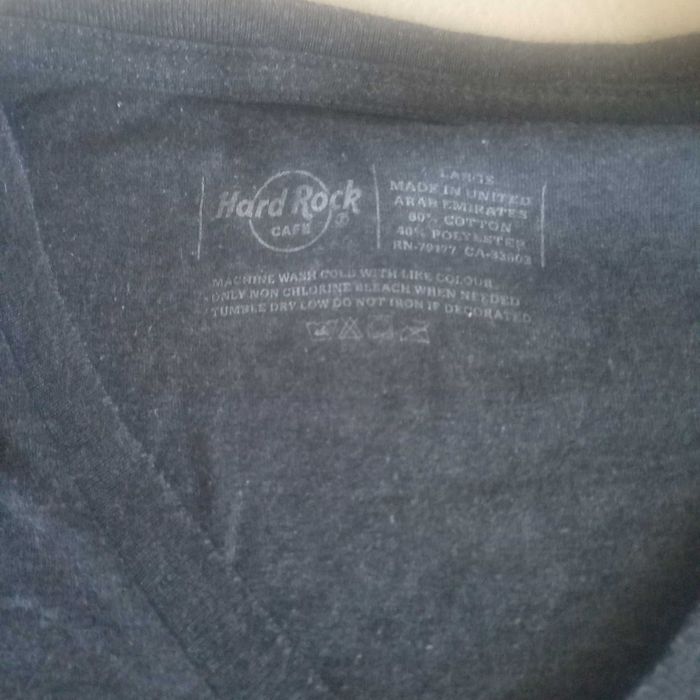 Hard Rock
CAFE
®
LARGE
MADE IN UNITED
ARAB EMIRATES
60% COTTON
40% POLYESTER
RN-79177 CA-33603
MACHINE WASH COLD WITH LIKE COLOUR
ONLY NON CHLORINE BLEACH WHEN NEEDED
TUMBLE DRY LOW DO NOT IRON IF DECORATED